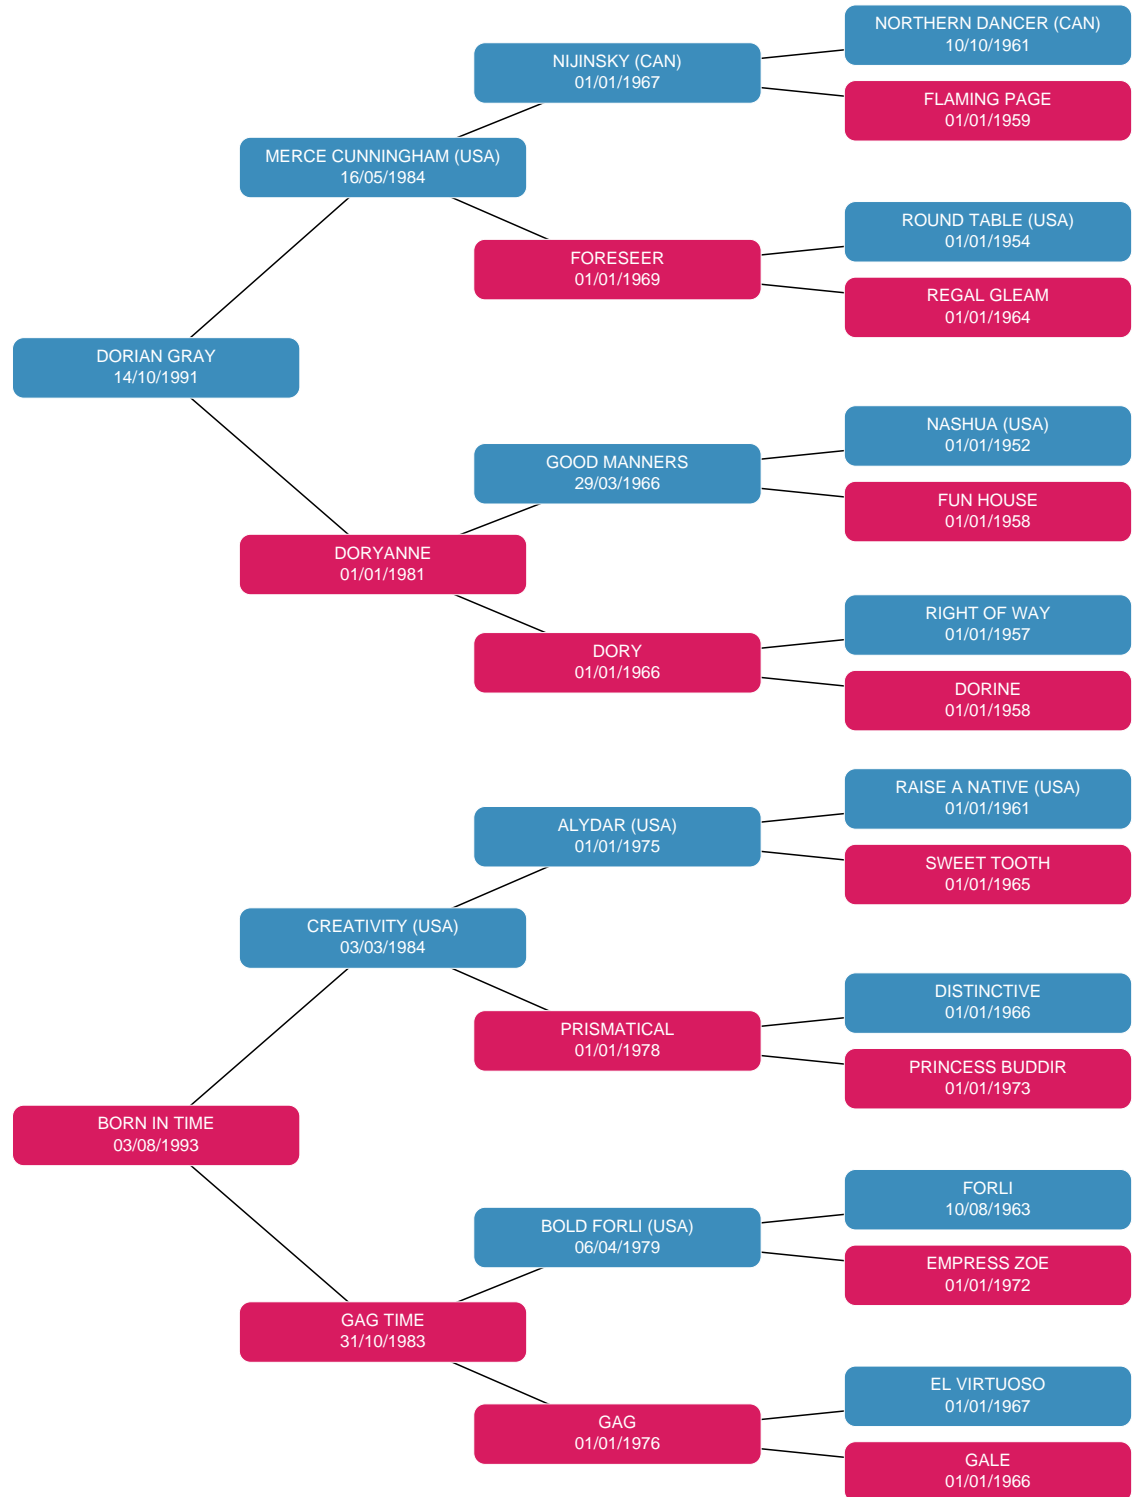 NORTHERN DANCER (CAN)
10/10/1961
NIJINSKY (CAN)
01/01/1967
FLAMING PAGE
01/01/1959
MERCE CUNNINGHAM (USA)
16/05/1984
ROUND TABLE (USA)
01/01/1954
FORESEER
01/01/1969
REGAL GLEAM
01/01/1964
DORIAN GRAY
14/10/1991
NASHUA (USA)
01/01/1952
GOOD MANNERS
29/03/1966
FUN HOUSE
01/01/1958
DORYANNE
01/01/1981
RIGHT OF WAY
01/01/1957
DORY
01/01/1966
DORINE
01/01/1958
RAISE A NATIVE (USA)
01/01/1961
ALYDAR (USA)
01/01/1975
SWEET TOOTH
01/01/1965
CREATIVITY (USA)
03/03/1984
DISTINCTIVE
01/01/1966
PRISMATICAL
01/01/1978
PRINCESS BUDDIR
01/01/1973
BORN IN TIME
03/08/1993
FORLI
10/08/1963
BOLD FORLI (USA)
06/04/1979
EMPRESS ZOE
01/01/1972
GAG TIME
31/10/1983
EL VIRTUOSO
01/01/1967
GAG
01/01/1976
GALE
01/01/1966